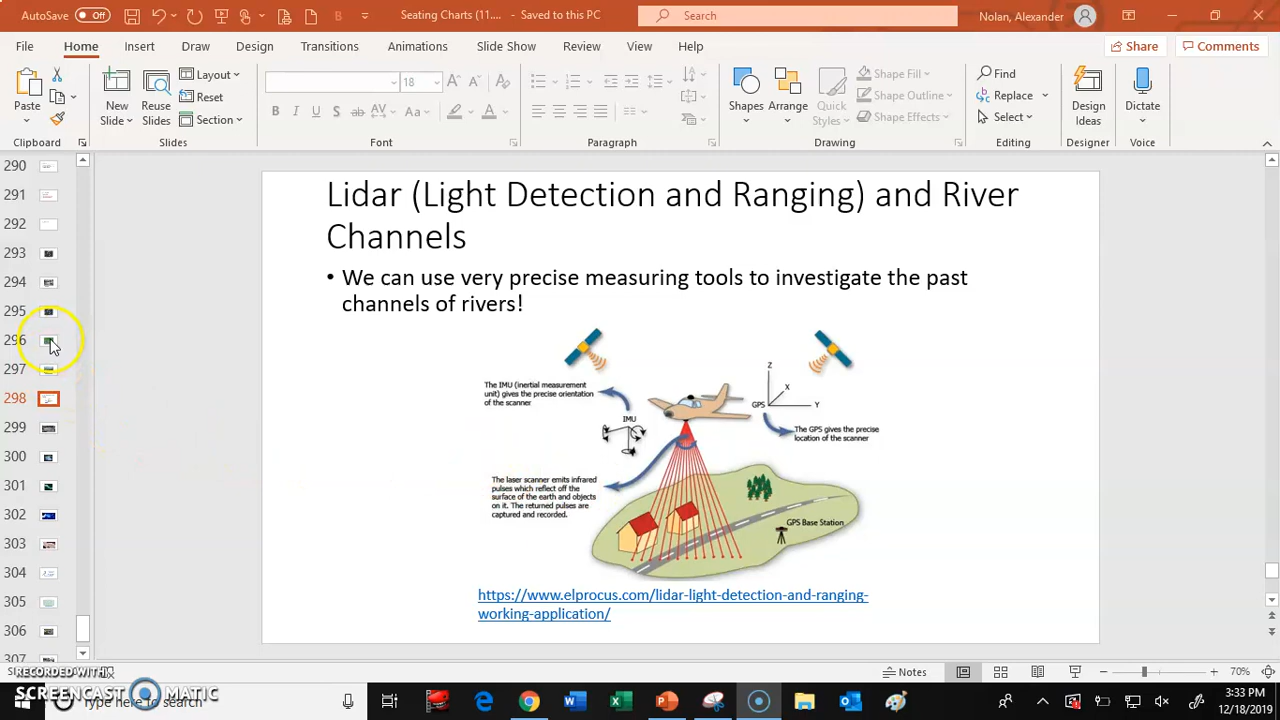 AutoSave Off Seating Charts (11.... - Saved to this PC Search Nolan, Alexander
File Home Insert Draw Design Transitions Animations Slide Show Review View Help Share Comments
Paste New Slide Reuse Slides Layout Reset Section 18 Shapes Arrange Quick Styles Shape Fill Shape Outline Shape Effects Find Replace Select Design Ideas Dictate
Clipboard Slides Font Paragraph Drawing Editing Designer Voice
290
291
292
293
294
295
296
297
298
299
300
301
302
303
304
305
306
307
Lidar (Light Detection and Ranging) and River
Channels
• We can use very precise measuring tools to investigate the past
channels of rivers!
The IMU (inertial measurement
unit) gives the precise orientation
of the scanner
IMU
Z
X
GPS Y
The GPS gives the precise
location of the scanner
The laser scanner emits infrared
pulses which reflect off the
surface of the earth and objects
on it. The returned pulses are
captured and recorded.
GPS Base Station
https://www.elprocus.com/lidar-light-detection-and-ranging-
working-application/
Notes 70%
RECORDED WITH
SCREENCAST MATIC
Type here to search
3:33 PM
12/18/2019